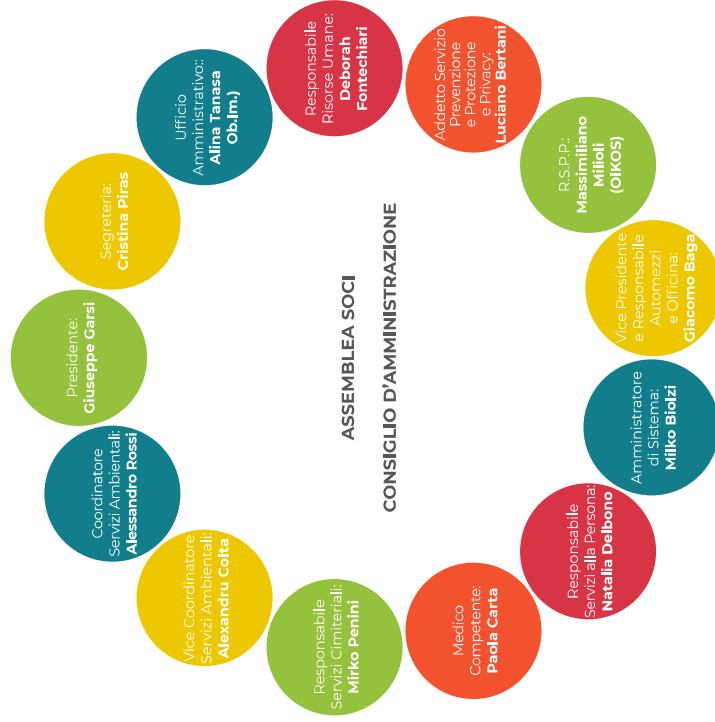 Presidente:
Giuseppe Garsi
Segreteria:
Cristina Piras
Ufficio
Amministrativo::
Alina Tanasa
Ob.Im.)
Responsabile
Risorse Umane:
Deborah
Fontechiari
Addetto Servizio
Prevenzione
e Protezione
e Privacy:
Luciano Bertani
R.S.P.P.:
Massimiliano
Milioli
(OIKOS)
Vice Presidente
e Responsabile
Automezzi
e Officina:
Giacomo Baga
Amministratore
di Sistema:
Milko Biolzi
Responsabile
Servizi alla Persona:
Natalia Delbono
Medico
Competente:
Paola Carta
Responsabile
Servizi Cimiteriali:
Mirko Penini
Vice Coordinatore
Servizi Ambientali:
Alexandru Colta
Coordinatore
Servizi Ambientali:
Alessandro Rossi
ASSEMBLEA SOCI
CONSIGLIO D'AMMINISTRAZIONE